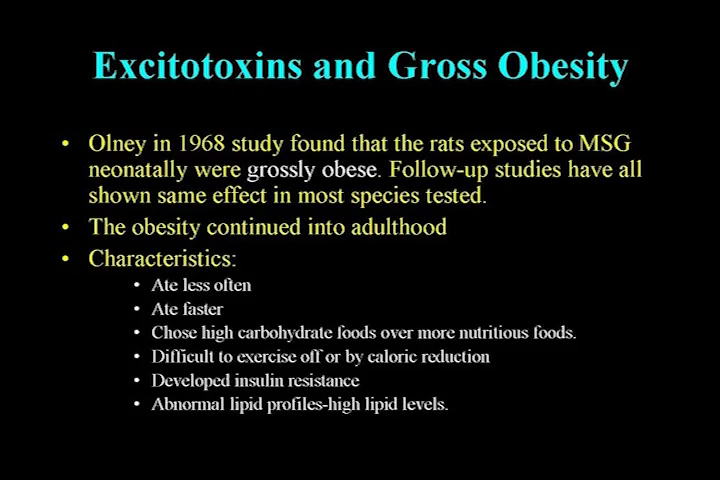 Excitotoxins and Gross Obesity
• Olney in 1968 study found that the rats exposed to MSG
neonatally were grossly obese. Follow-up studies have all
shown same effect in most species tested.
• The obesity continued into adulthood
• Characteristics:
• Ate less often
• Ate faster
• Chose high carbohydrate foods over more nutritious foods.
• Difficult to exercise off or by caloric reduction
• Developed insulin resistance
• Abnormal lipid profiles-high lipid levels.